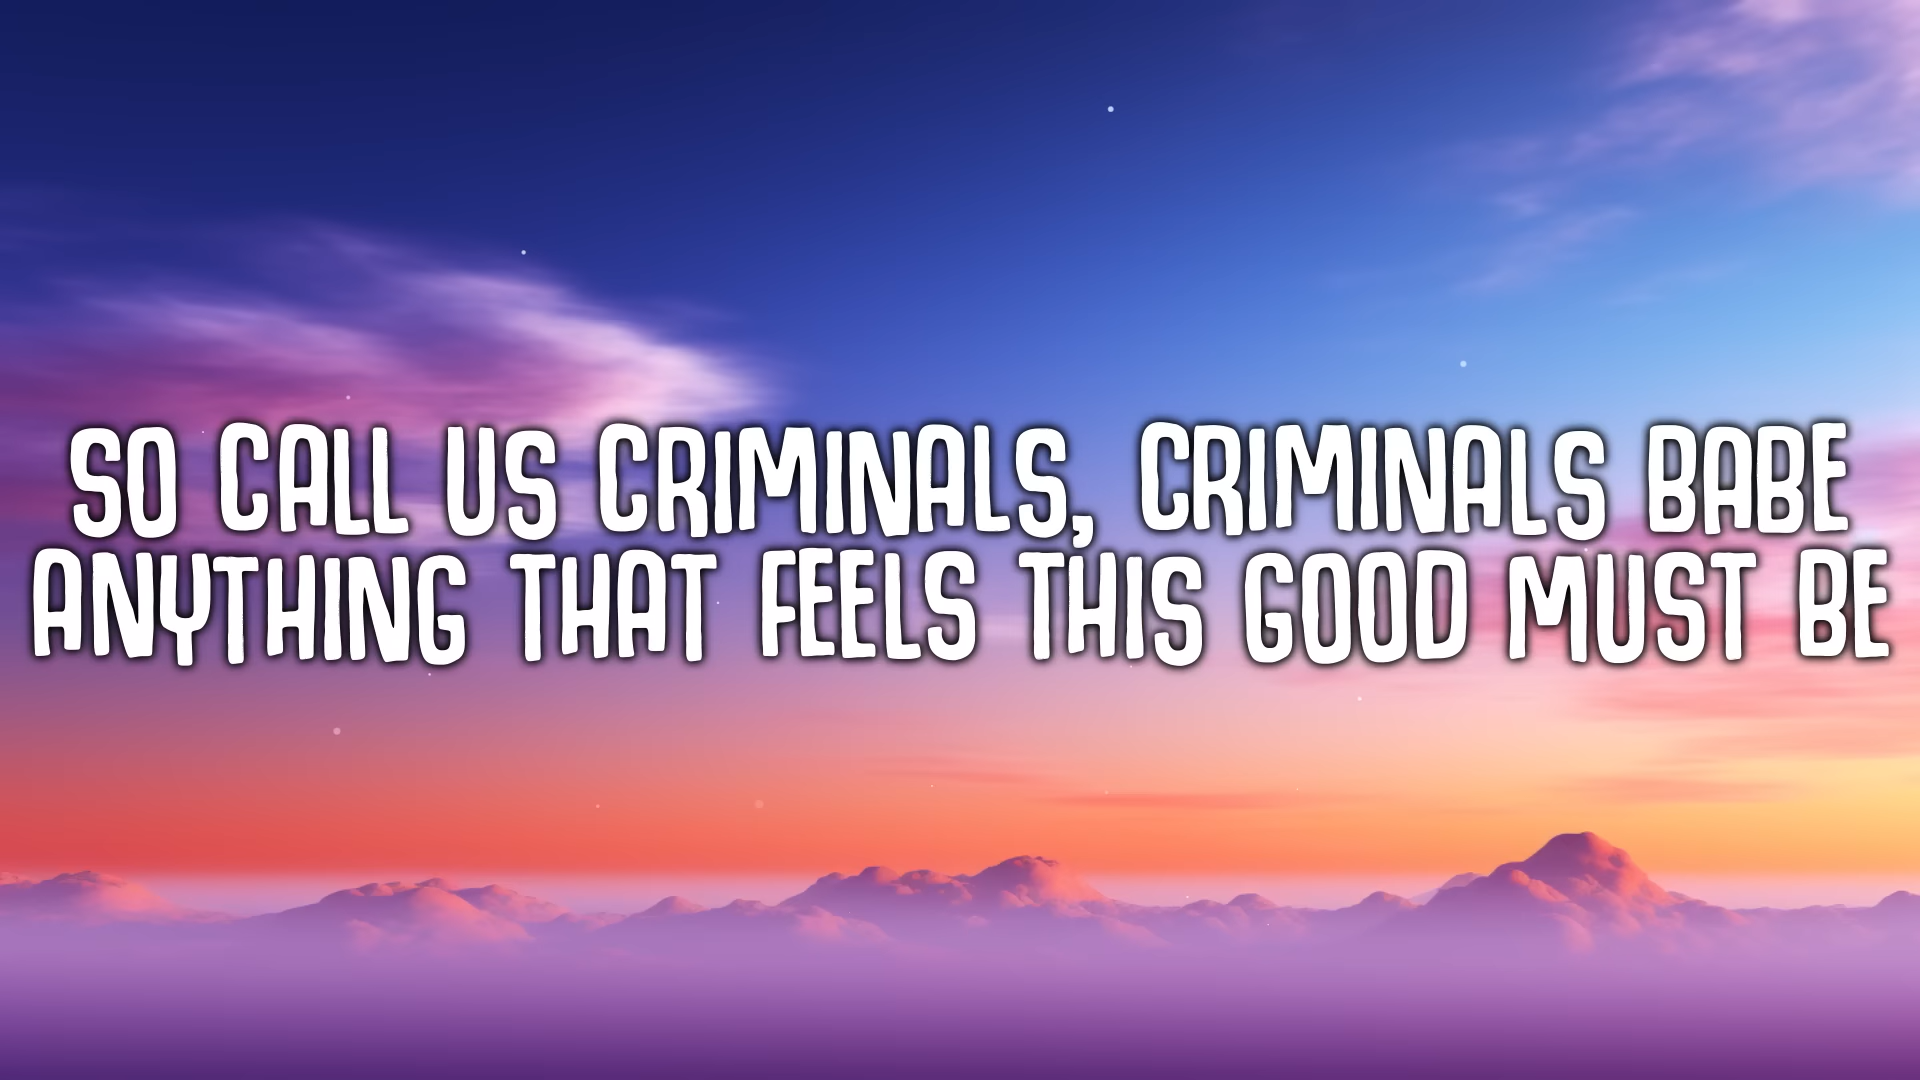 SO CALL US CRIMINALS, CRIMINALS BABE
ANYTHING THAT FEELS THIS GOOD MUST BE